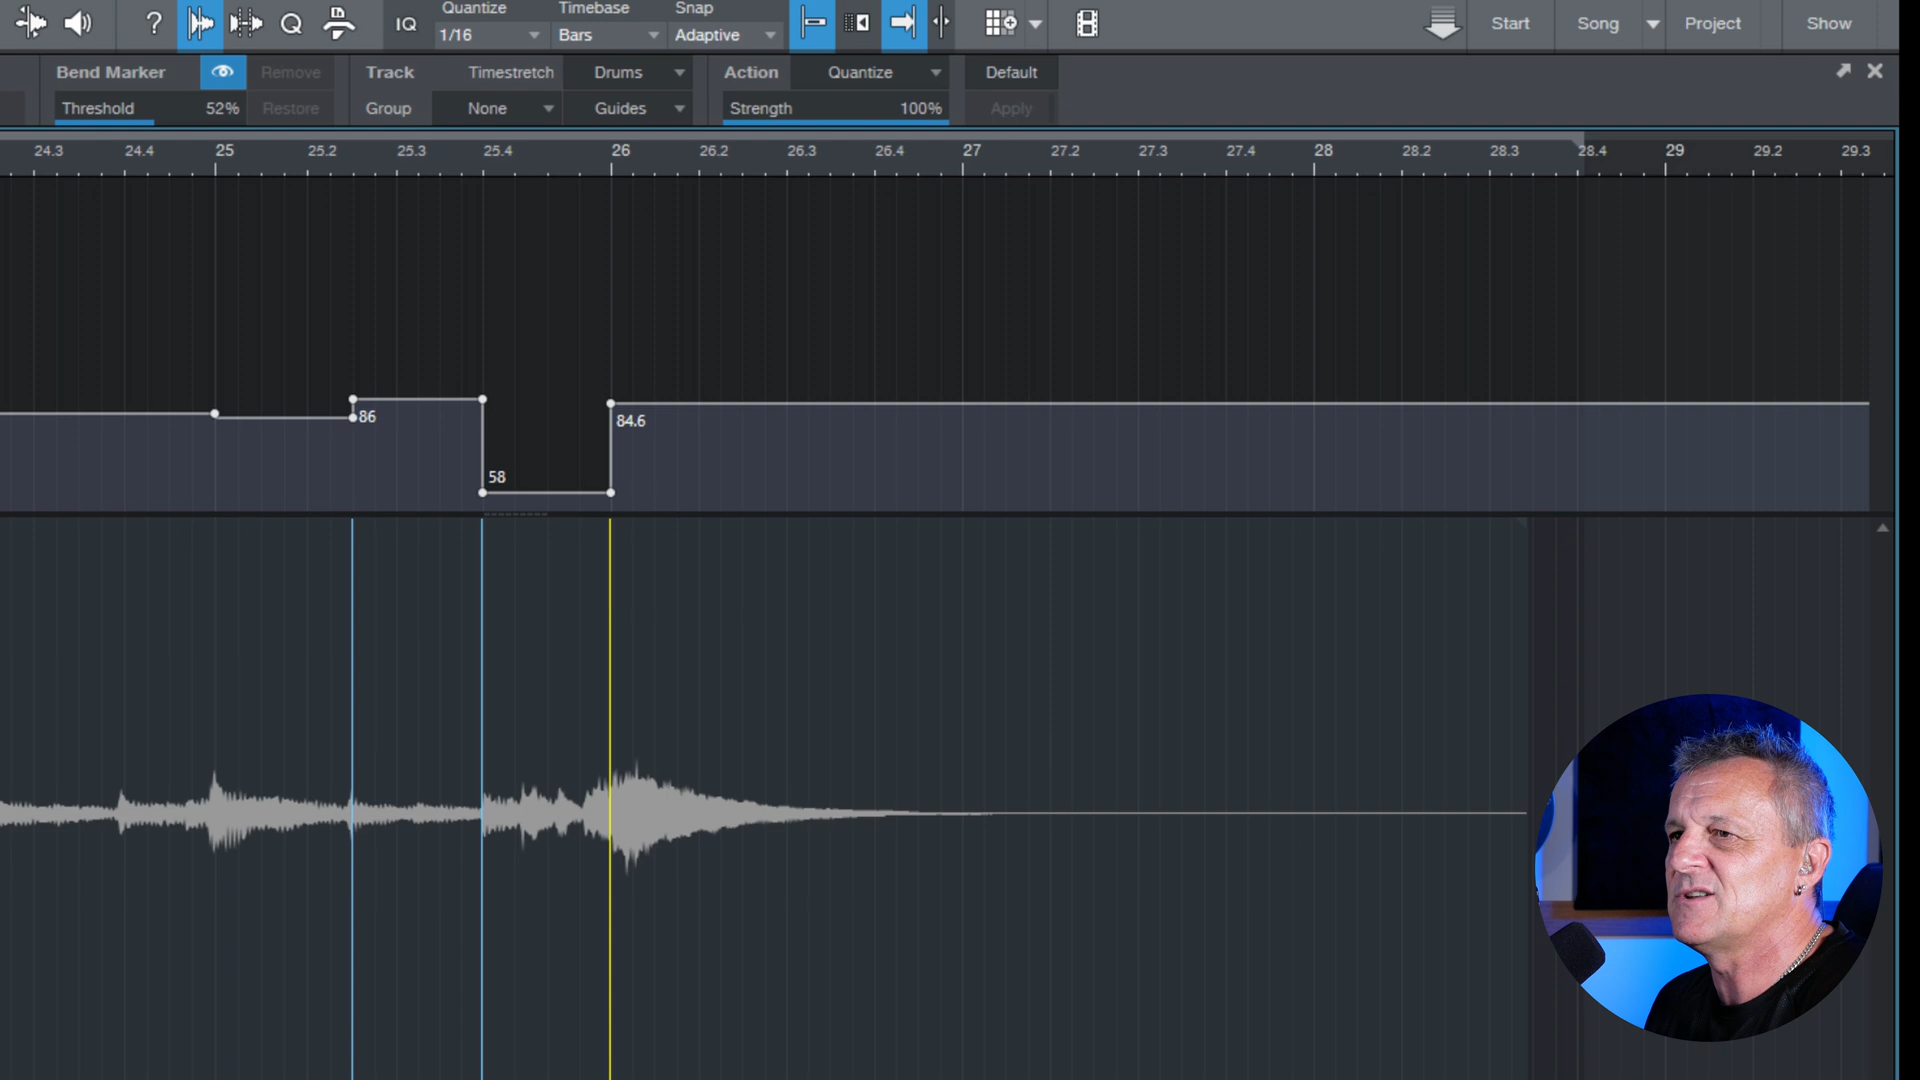 Quantize Timebase Snap
? Q IQ 1/16 Bars Adaptive Start Song Project Show
Bend Marker Remove Track Timestretch Drums Action Quantize Default
Threshold 52% Restore Group None Guides Strength 100% Apply
24.3 24.4 25 25.2 25.3 25.4 26 26.2 26.3 26.4 27 27.2 27.3 27.4 28 28.2 28.3 28.4 29 29.2 29.3
86
84.6
58